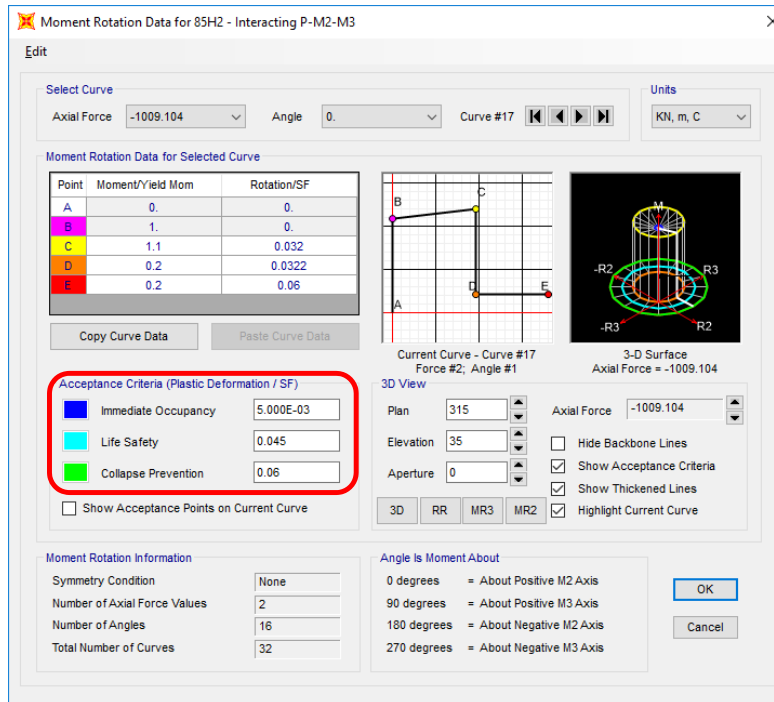 Moment Rotation Data for 85H2 - Interacting P-M2-M3
Edit
Select Curve
Axial Force -1009.104 Angle 0. Curve #17
Units
KN, m, C
Moment Rotation Data for Selected Curve
Point Moment/Yield Mom Rotation/SF
A 0. 0.
B 1. 0.
C 1.1 0.032
D 0.2 0.0322
E 0.2 0.06
Copy Curve Data Paste Curve Data
A
B
C
D
E
Current Curve - Curve #17
Force #2; Angle #1
M
-R2 R3
-R3 R2
3-D Surface
Axial Force = -1009.104
Acceptance Criteria (Plastic Deformation / SF)
Immediate Occupancy 5.000E-03
Life Safety 0.045
Collapse Prevention 0.06
Show Acceptance Points on Current Curve
3D View
Plan 315
Elevation 35
Aperture 0
3D RR MR3 MR2
Axial Force -1009.104
Hide Backbone Lines
Show Acceptance Criteria
Show Thickened Lines
Highlight Current Curve
Moment Rotation Information
Symmetry Condition None
Number of Axial Force Values 2
Number of Angles 16
Total Number of Curves 32
Angle Is Moment About
0 degrees = About Positive M2 Axis
90 degrees = About Positive M3 Axis
180 degrees = About Negative M2 Axis
270 degrees = About Negative M3 Axis
OK
Cancel